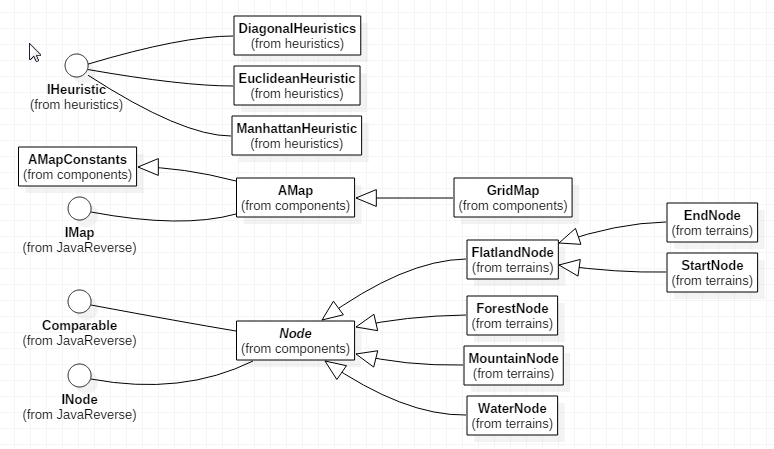 DiagonalHeuristics
(from heuristics)
EuclideanHeuristic
(from heuristics)
IHeuristic
(from heuristics)
ManhattanHeuristic
(from heuristics)
AMapConstants
(from components)
AMap
(from components)
GridMap
(from components)
IMap
(from JavaReverse)
EndNode
(from terrains)
FlatlandNode
(from terrains)
StartNode
(from terrains)
ForestNode
(from terrains)
Comparable
(from JavaReverse)
Node
(from components)
MountainNode
(from terrains)
INode
(from JavaReverse)
WaterNode
(from terrains)